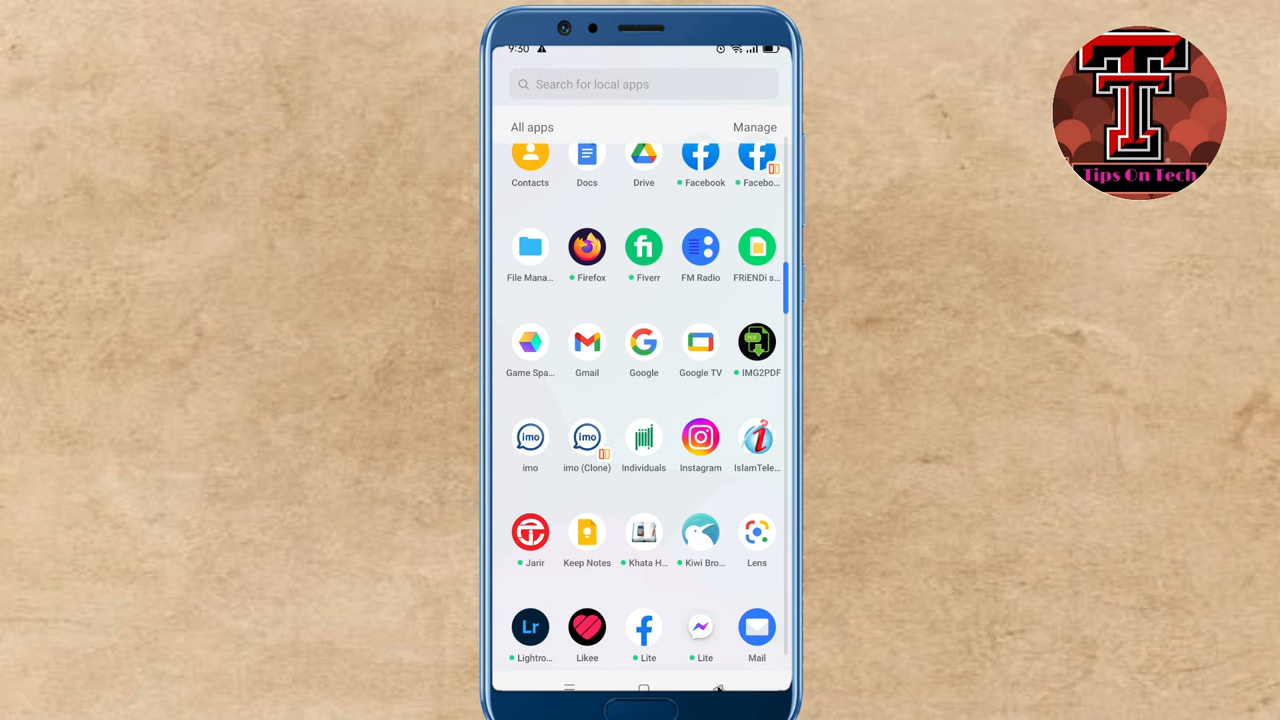 9:30
Search for local apps
All apps
Manage
Contacts
Docs
Drive
Facebook
Facebo...
File Mana...
Firefox
Fiverr
FM Radio
FRiENDi s...
Game Spa...
Gmail
Google
Google TV
PDF
IMG2PDF
imo
imo
imo
imo (Clone)
Individuals
Instagram
IslamTele...
Jarir
Keep Notes
Khata H...
Kiwi Bro...
Lens
Lr
Lightro...
Likee
Lite
Lite
Mail
T
Tips On Tech